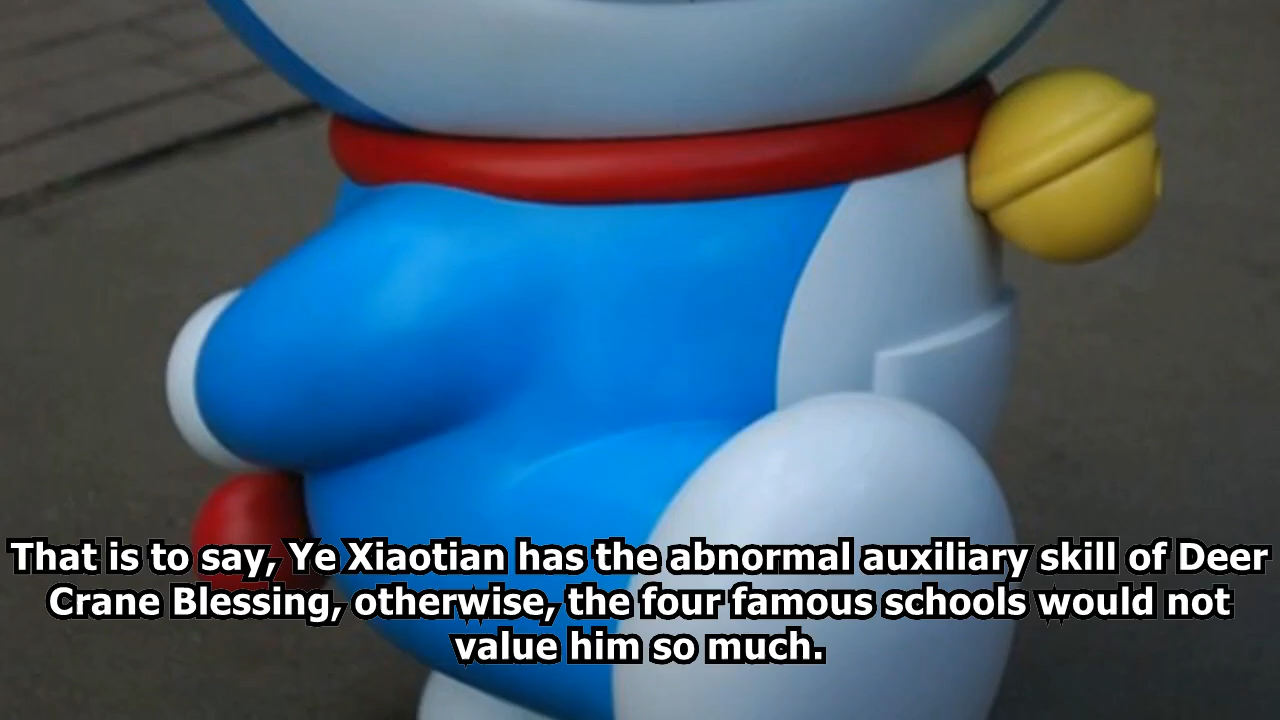 That is to say, Ye Xiaotian has the abnormal auxiliary skill of Deer
Crane Blessing, otherwise, the four famous schools would not
value him so much.